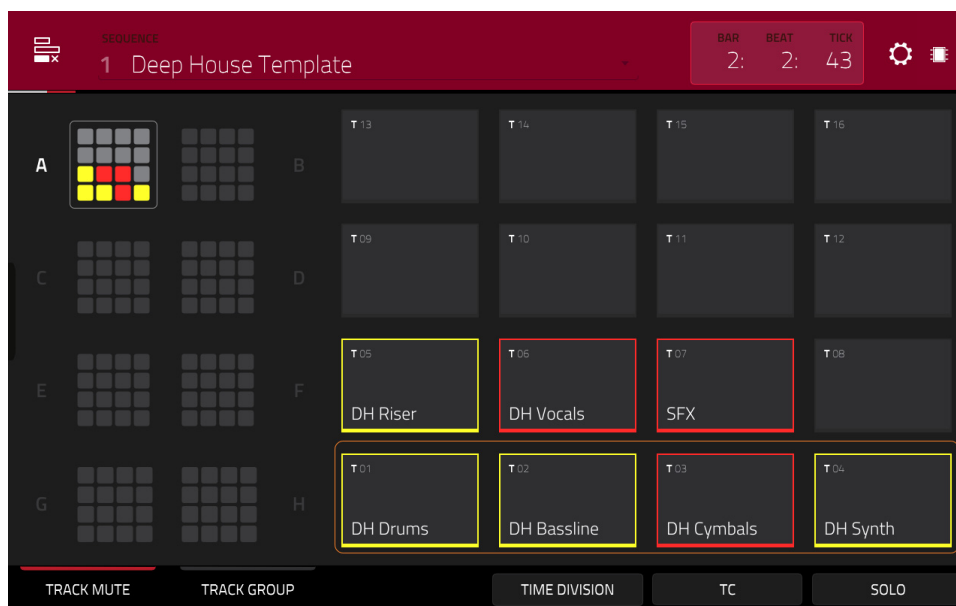 SEQUENCE
1 Deep House Template
BAR BEAT TICK
2: 2: 43
T 13 T 14 T 15 T 16
A B
T 09 T 10 T 11 T 12
C D
T 05 T 06 T 07 T 08
E F
DH Riser DH Vocals SFX
T 01 T 02 T 03 T 04
G H
DH Drums DH Bassline DH Cymbals DH Synth
TRACK MUTE TRACK GROUP TIME DIVISION TC SOLO